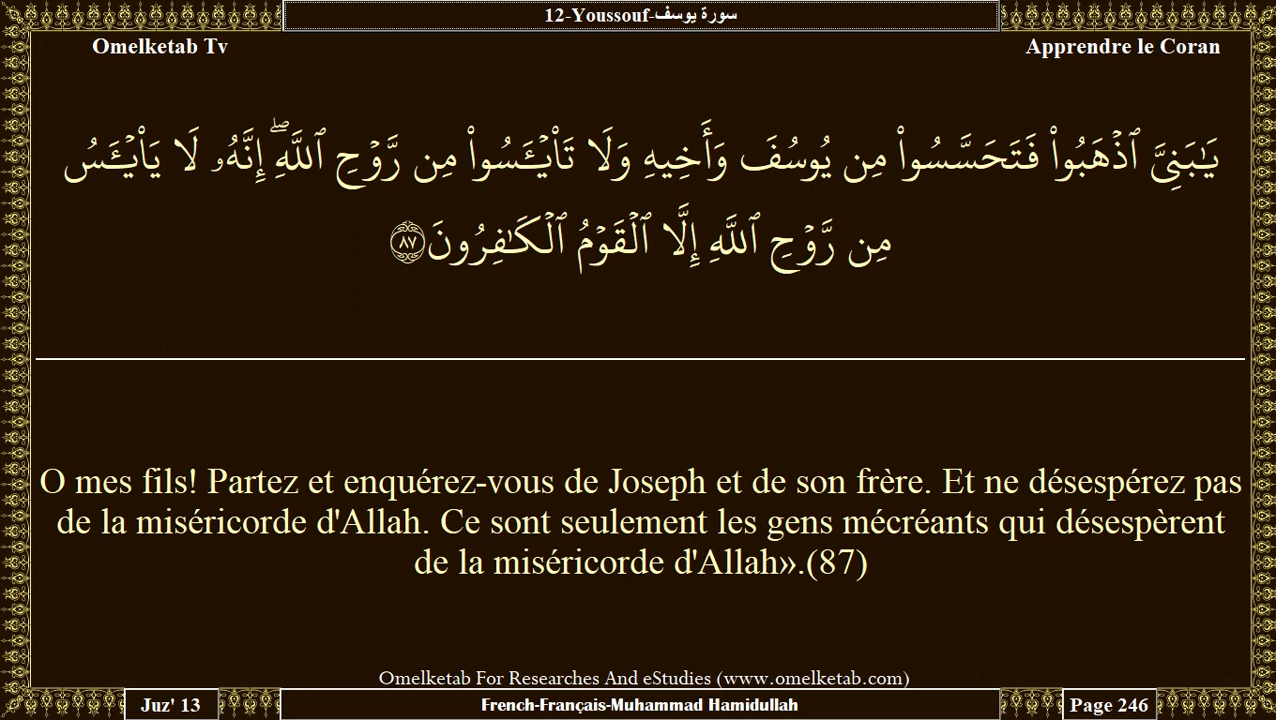 12-Youssouf-سورة يوسف
Omelketab Tv
Apprendre le Coran
يَـٰبَنِىَّ ٱذْهَبُوا۟ فَتَحَسَّسُوا۟ مِن يُوسُفَ وَأَخِيهِ وَلَا تَا۟يْـَٔسُوا۟ مِن رَّوْحِ ٱللَّهِ ۖ إِنَّهُۥ لَا يَا۟يْـَٔسُ
مِن رَّوْحِ ٱللَّهِ إِلَّا ٱلْقَوْمُ ٱلْكَـٰفِرُونَ ٨٧
O mes fils! Partez et enquérez-vous de Joseph et de son frère. Et ne désespérez pas
de la miséricorde d'Allah. Ce sont seulement les gens mécréants qui désespèrent
de la miséricorde d'Allah».(87)
Omelketab For Researches And eStudies (www.omelketab.com)
Juz' 13
French-Français-Muhammad Hamidullah
Page 246